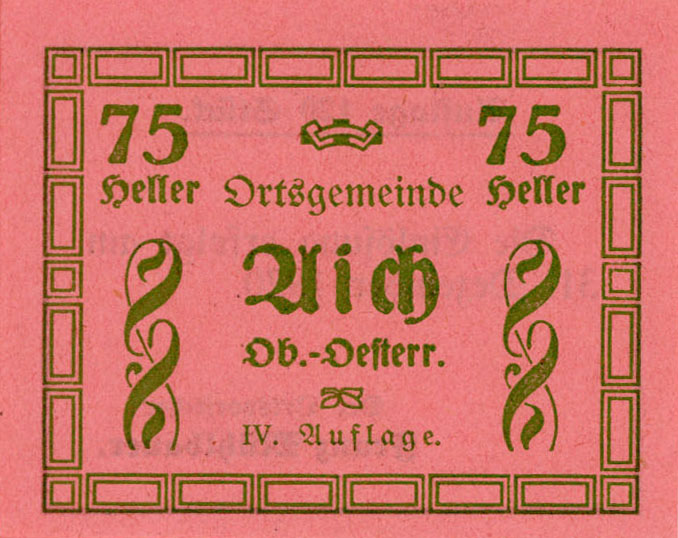 75 75
Heller Ortsgemeinde Heller
Aich
Ob.-Oesterr.
IV. Auflage.